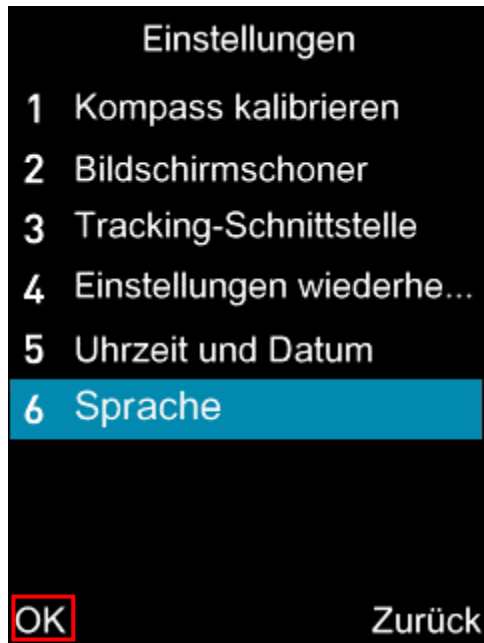 Einstellungen
1 Kompass kalibrieren
2 Bildschirmschoner
3 Tracking-Schnittstelle
4 Einstellungen wiederhe...
5 Uhrzeit und Datum
6 Sprache
OK Zurück